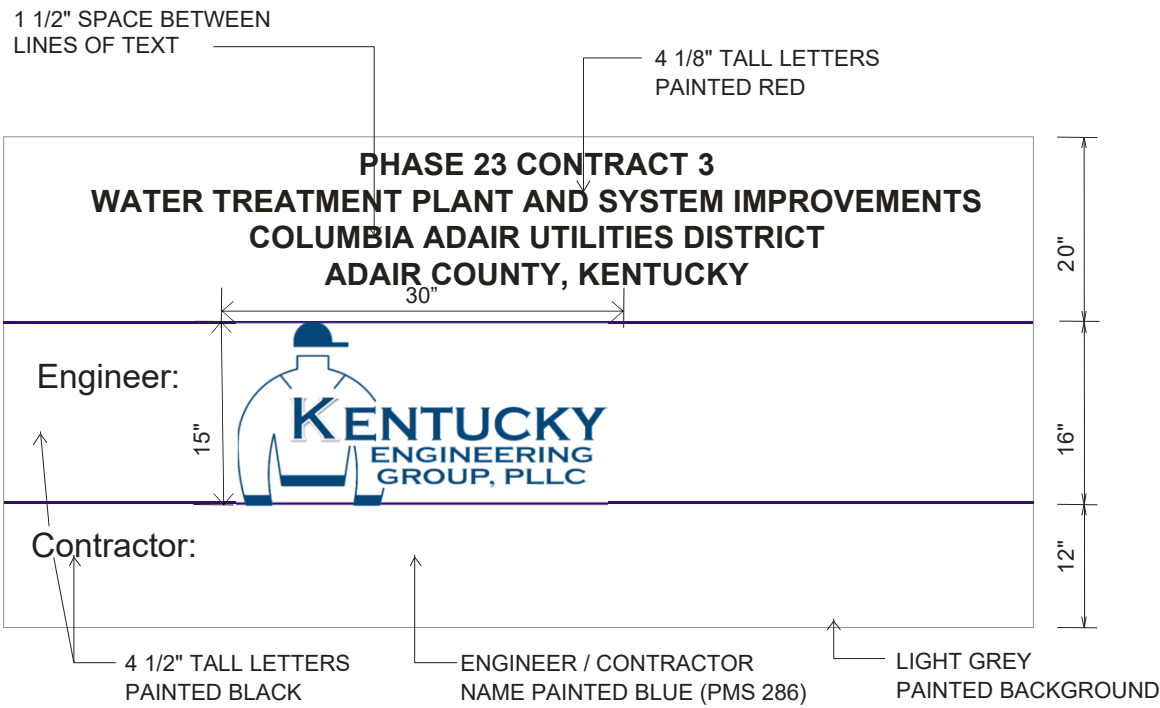 1 1/2" SPACE BETWEEN
LINES OF TEXT
4 1/8" TALL LETTERS
PAINTED RED
PHASE 23 CONTRACT 3
WATER TREATMENT PLANT AND SYSTEM IMPROVEMENTS
COLUMBIA ADAIR UTILITIES DISTRICT
ADAIR COUNTY, KENTUCKY
20"
30”
Engineer:
15"
KENTUCKY
ENGINEERING
GROUP, PLLC
16"
Contractor:
12"
4 1/2" TALL LETTERS
PAINTED BLACK
ENGINEER / CONTRACTOR
NAME PAINTED BLUE (PMS 286)
LIGHT GREY
PAINTED BACKGROUND